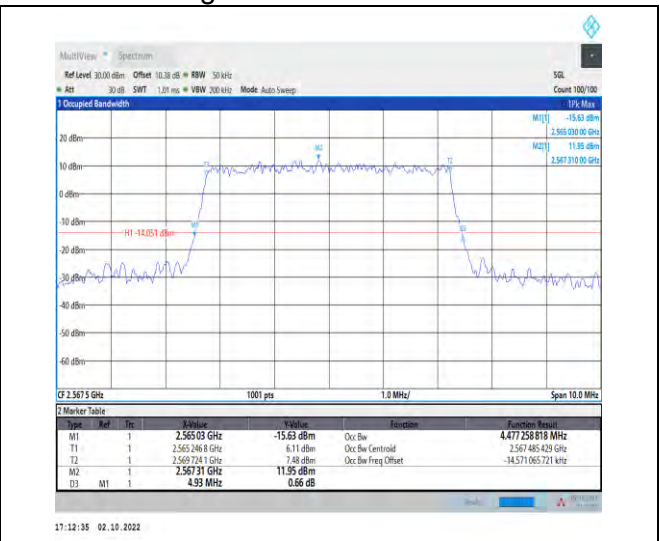 MultiView Spectrum
Ref Level 30.00 dBm Offset 10.38 dB RBW 50 kHz SGL
Att 30 dB SWT 1.01 ms VBW 200 kHz Mode Auto Sweep Count 100/100
1 Occupied Bandwidth 1Pk Max
M1[1] -15.63 dBm
2.565 030 00 GHz
M2[1] 11.95 dBm
2.567 310 00 GHz
20 dBm
M2
T1 T2
10 dBm
0 dBm
-10 dBm
M1 D3
H1 -14.051 dBm
-20 dBm
-30 dBm
-40 dBm
-50 dBm
-60 dBm
CF 2.567 5 GHz 1001 pts 1.0 MHz/ Span 10.0 MHz
2 Marker Table
Type Ref Trc X-Value Y-Value Function Function Result
M1 1 2.565 03 GHz -15.63 dBm Occ Bw 4.477 258 818 MHz
T1 1 2.565 246 8 GHz 6.11 dBm Occ Bw Centroid 2.567 485 429 GHz
T2 1 2.569 724 1 GHz 7.48 dBm Occ Bw Freq Offset -14.571 065 721 kHz
M2 1 2.567 31 GHz 11.95 dBm
D3 M1 1 4.93 MHz 0.66 dB
17:12:35 02.10.2022